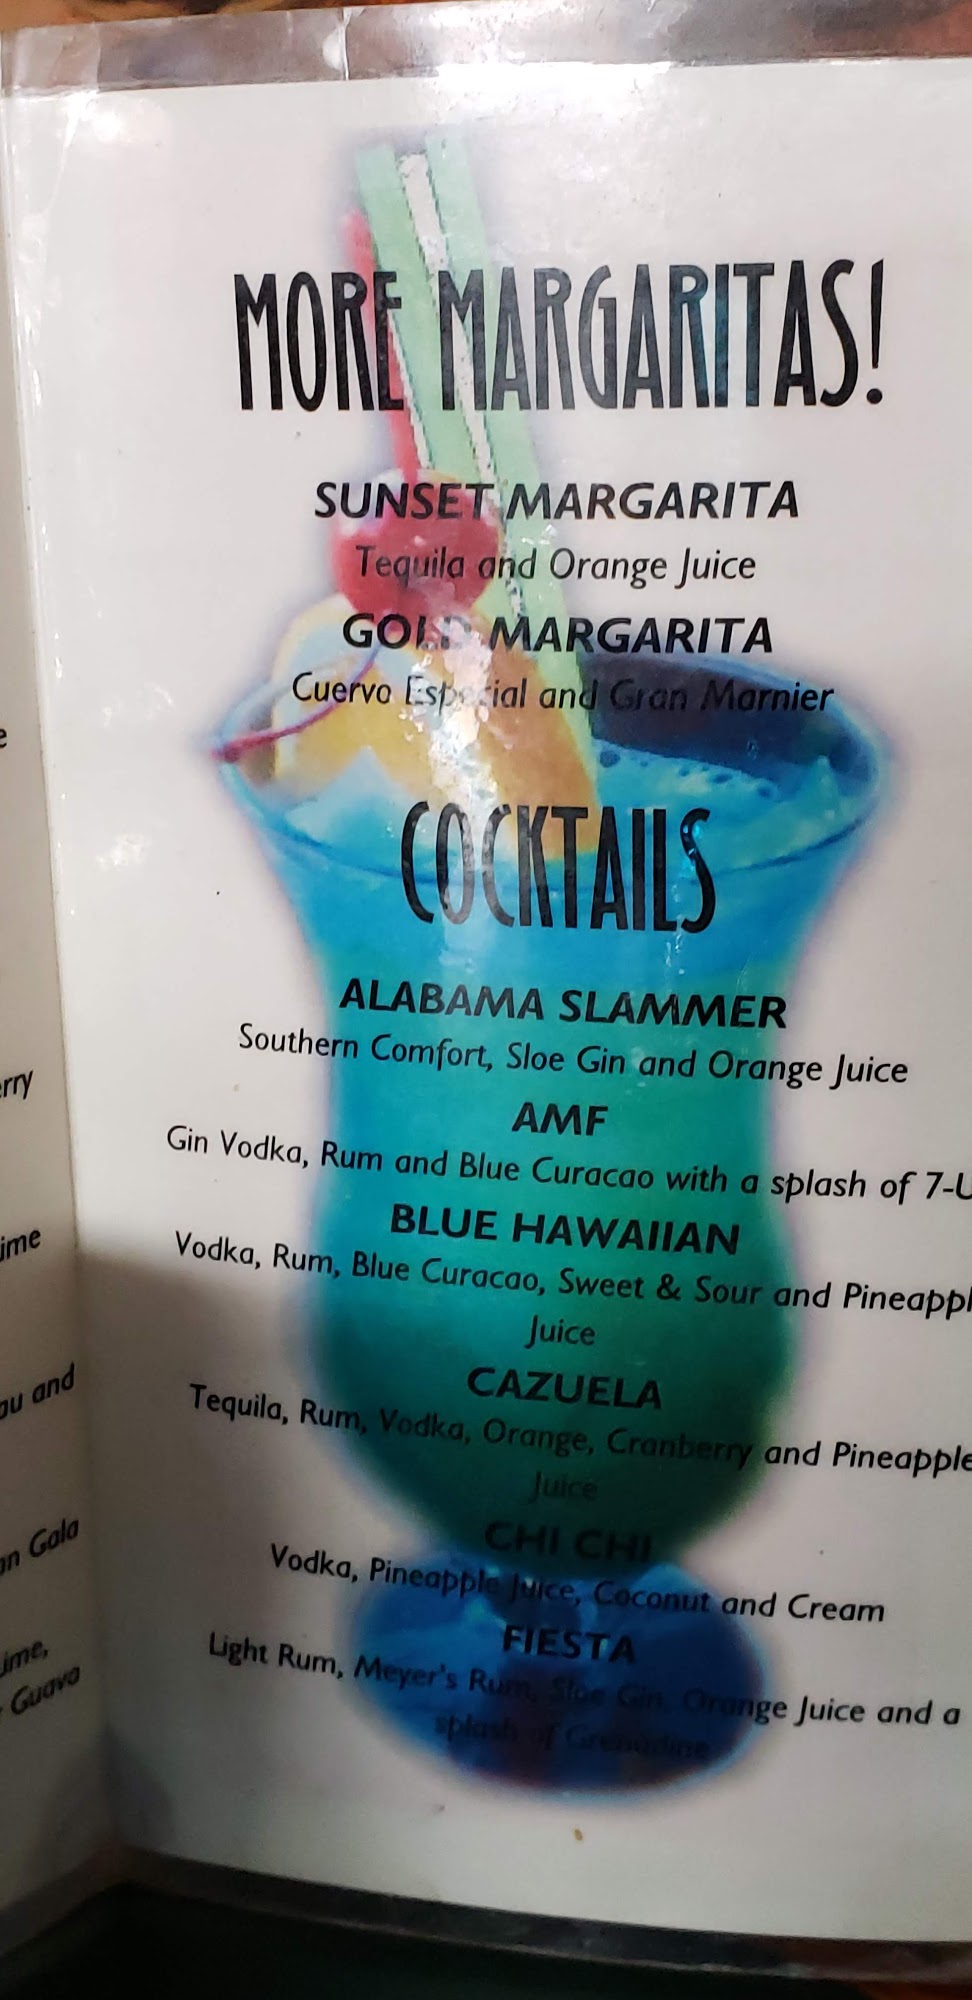 MORE MARGARITAS!
SUNSET MARGARITA
Tequila and Orange Juice
GOLD MARGARITA
Cuervo Especial and Gran Marnier
COCKTAILS
ALABAMA SLAMMER
Southern Comfort, Sloe Gin and Orange Juice
AMF
Gin Vodka, Rum and Blue Curacao with a splash of 7-U
BLUE HAWAIIAN
Vodka, Rum, Blue Curacao, Sweet & Sour and Pineappl
Juice
CAZUELA
Tequila, Rum, Vodka, Orange, Cranberry and Pineapple
Juice
CHI CHI
Vodka, Pineapple Juice, Coconut and Cream
FIESTA
Light Rum, Meyer's Rum, Sloe Gin, Orange Juice and a
splash of Grenadine
and
Gala
Guava